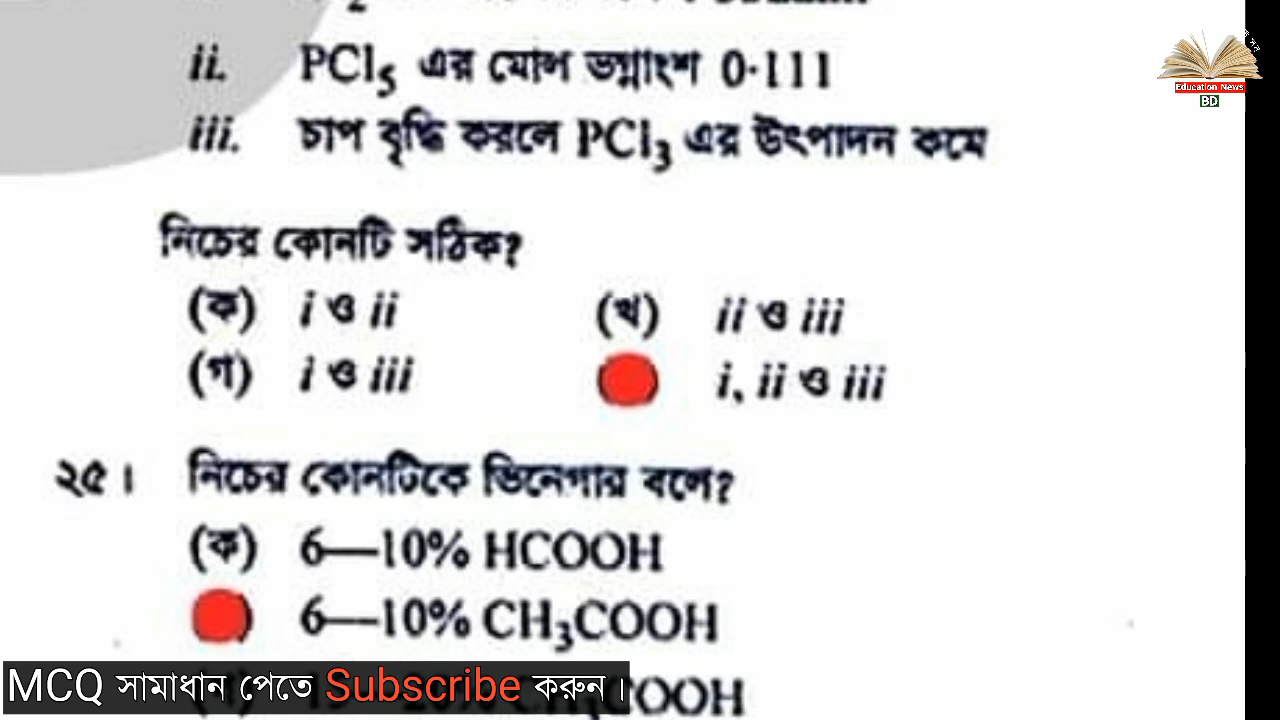 ii. PCl₅ এর মোল ভগ্নাংশ 0·111
iii. চাপ বৃদ্ধি করলে PCl₃ এর উৎপাদন কমে
Education News
BD
নিচের কোনটি সঠিক?
(ক) i ও ii (খ) ii ও iii
(গ) i ও iii i, ii ও iii
২৫। নিচের কোনটিকে ভিনেগার বলে?
(ক) 6—10% HCOOH
6—10% CH₃COOH
MCQ সামাধান পেতে Subscribe করুন।
COOH